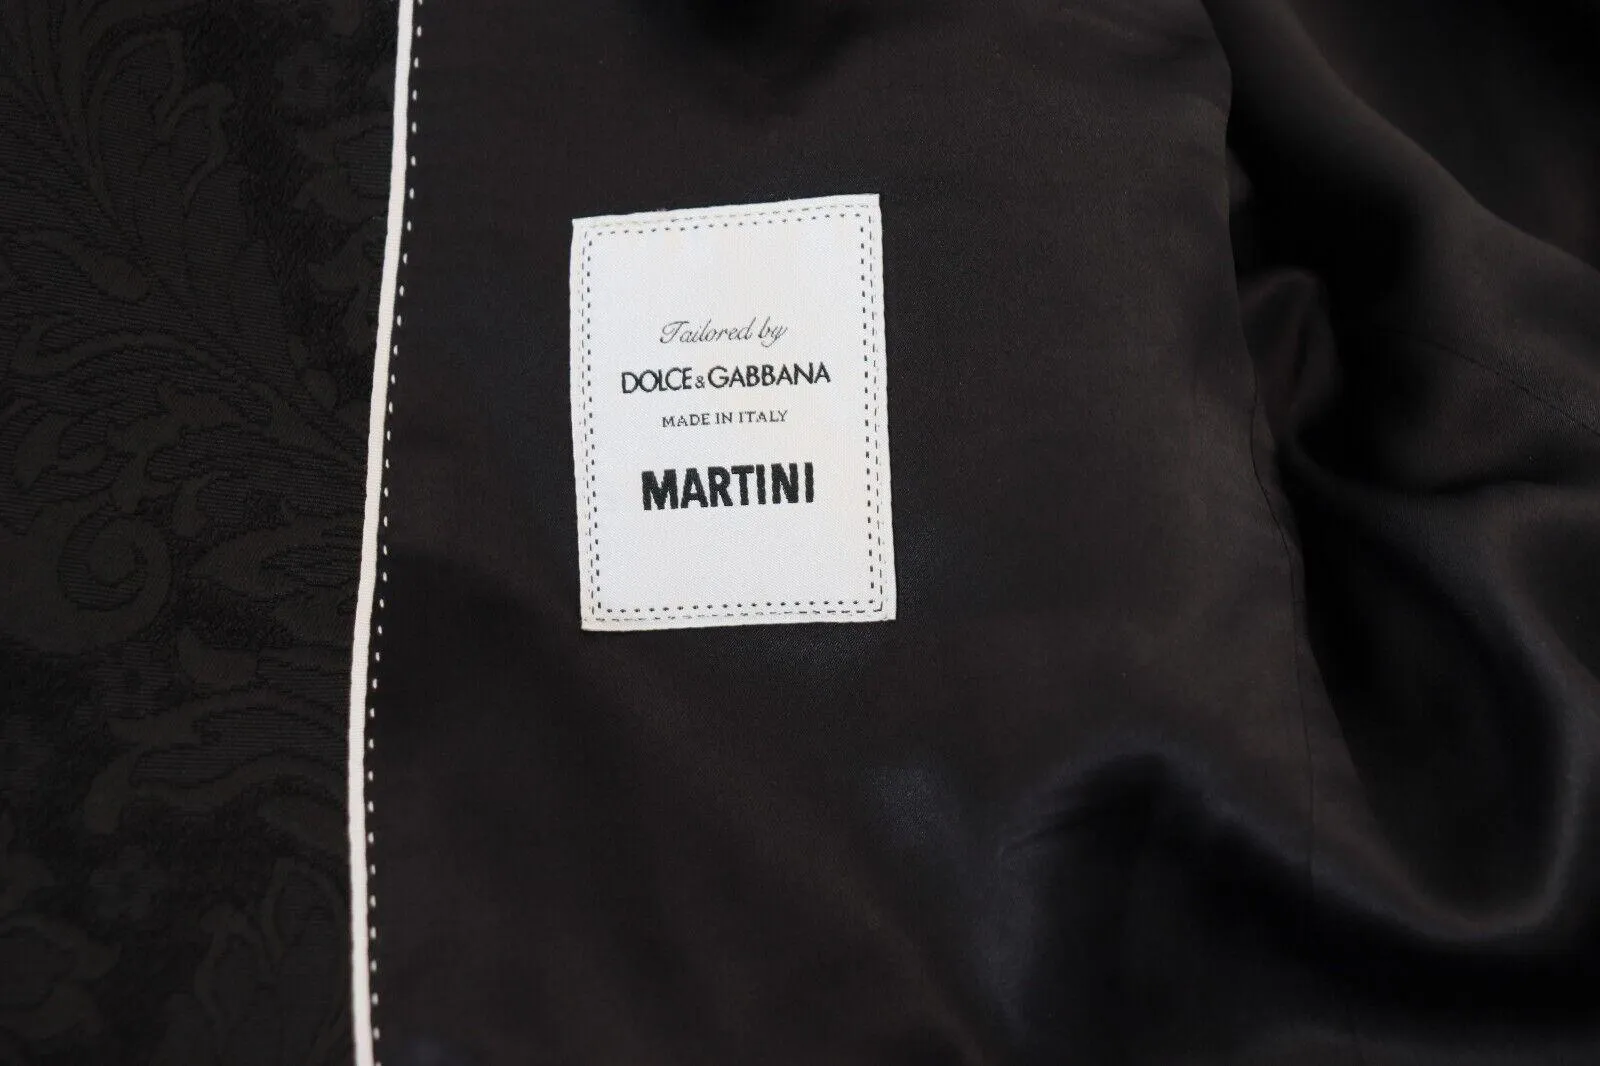 Tailored by
DOLCE & GABBANA
MADE IN ITALY
MARTINI